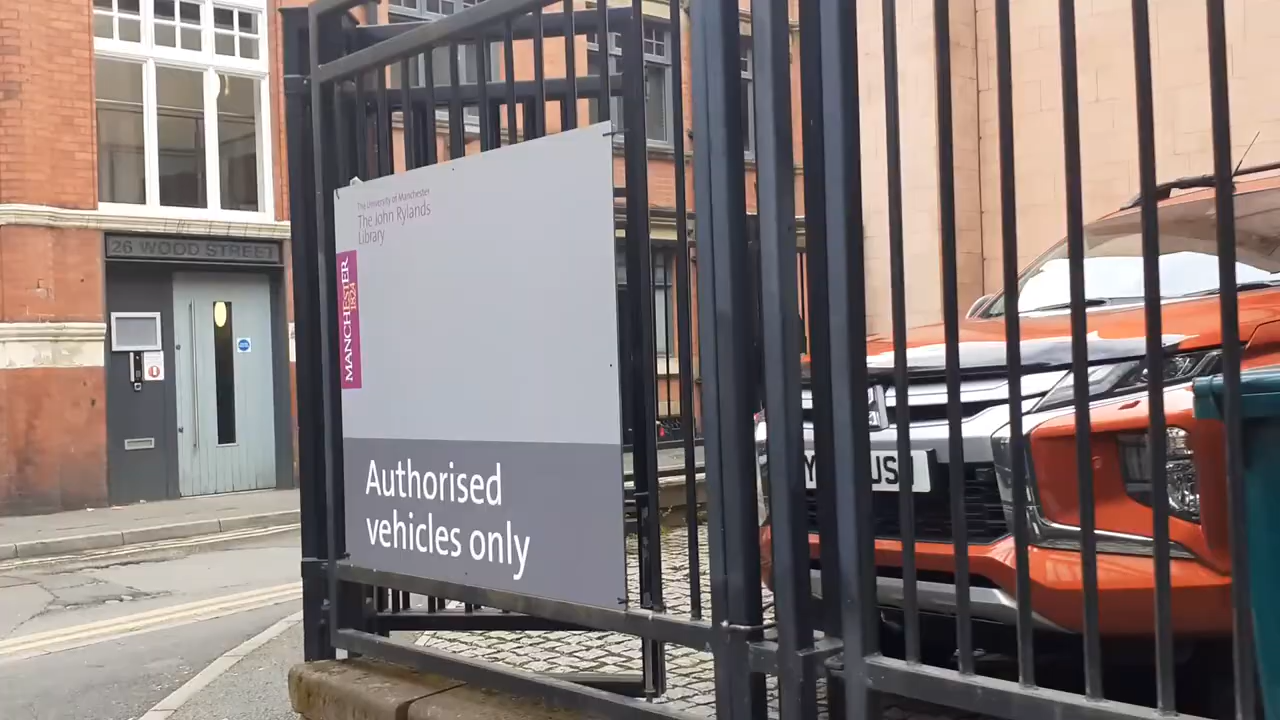 26 WOOD STREET
The University of Manchester
The John Rylands
Library
MANCHESTER
1824
Authorised
vehicles only